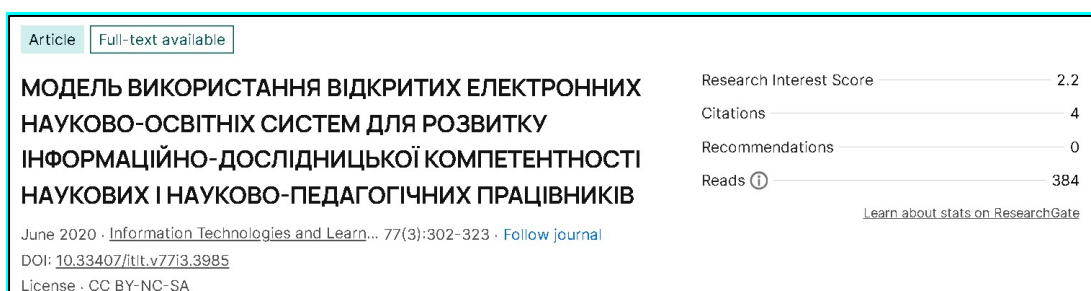 Article Full-text available
МОДЕЛЬ ВИКОРИСТАННЯ ВІДКРИТИХ ЕЛЕКТРОННИХ
НАУКОВО-ОСВІТНІХ СИСТЕМ ДЛЯ РОЗВИТКУ
ІНФОРМАЦІЙНО-ДОСЛІДНИЦЬКОЇ КОМПЕТЕНТНОСТІ
НАУКОВИХ І НАУКОВО-ПЕДАГОГІЧНИХ ПРАЦІВНИКІВ
June 2020 · Information Technologies and Learn... 77(3):302-323 · Follow journal
DOI: 10.33407/itlt.v77i3.3985
License · CC BY-NC-SA
Research Interest Score 2.2
Citations 4
Recommendations 0
Reads 384
Learn about stats on ResearchGate